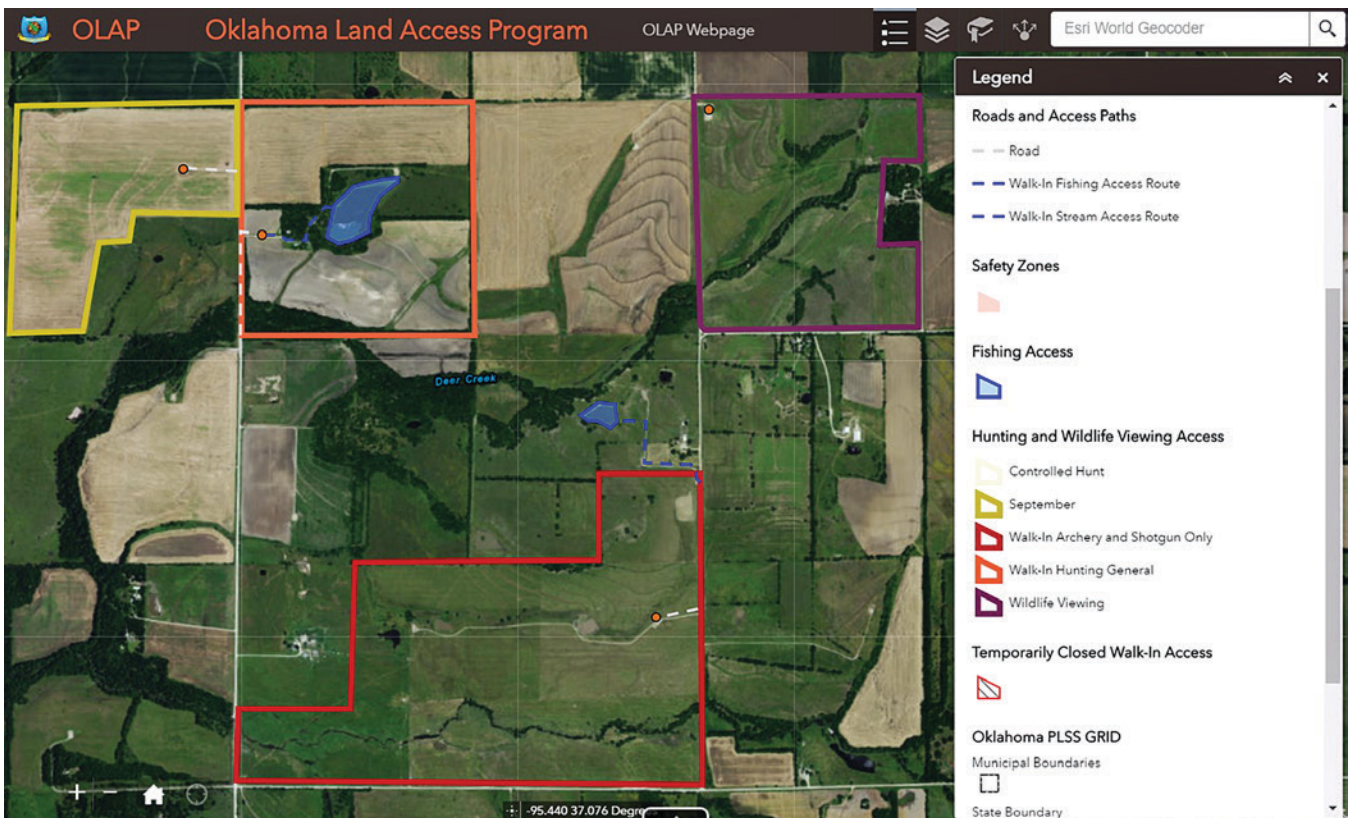 OLAP
Oklahoma Land Access Program
OLAP Webpage
Esri World Geocoder
Legend
Roads and Access Paths
Road
Walk-In Fishing Access Route
Walk-In Stream Access Route
Safety Zones
Fishing Access
Hunting and Wildlife Viewing Access
Controlled Hunt
September
Walk-In Archery and Shotgun Only
Walk-In Hunting General
Wildlife Viewing
Temporarily Closed Walk-In Access
Oklahoma PLSS GRID
Municipal Boundaries
State Boundary
Deer Creek
-95.440 37.076 Degre